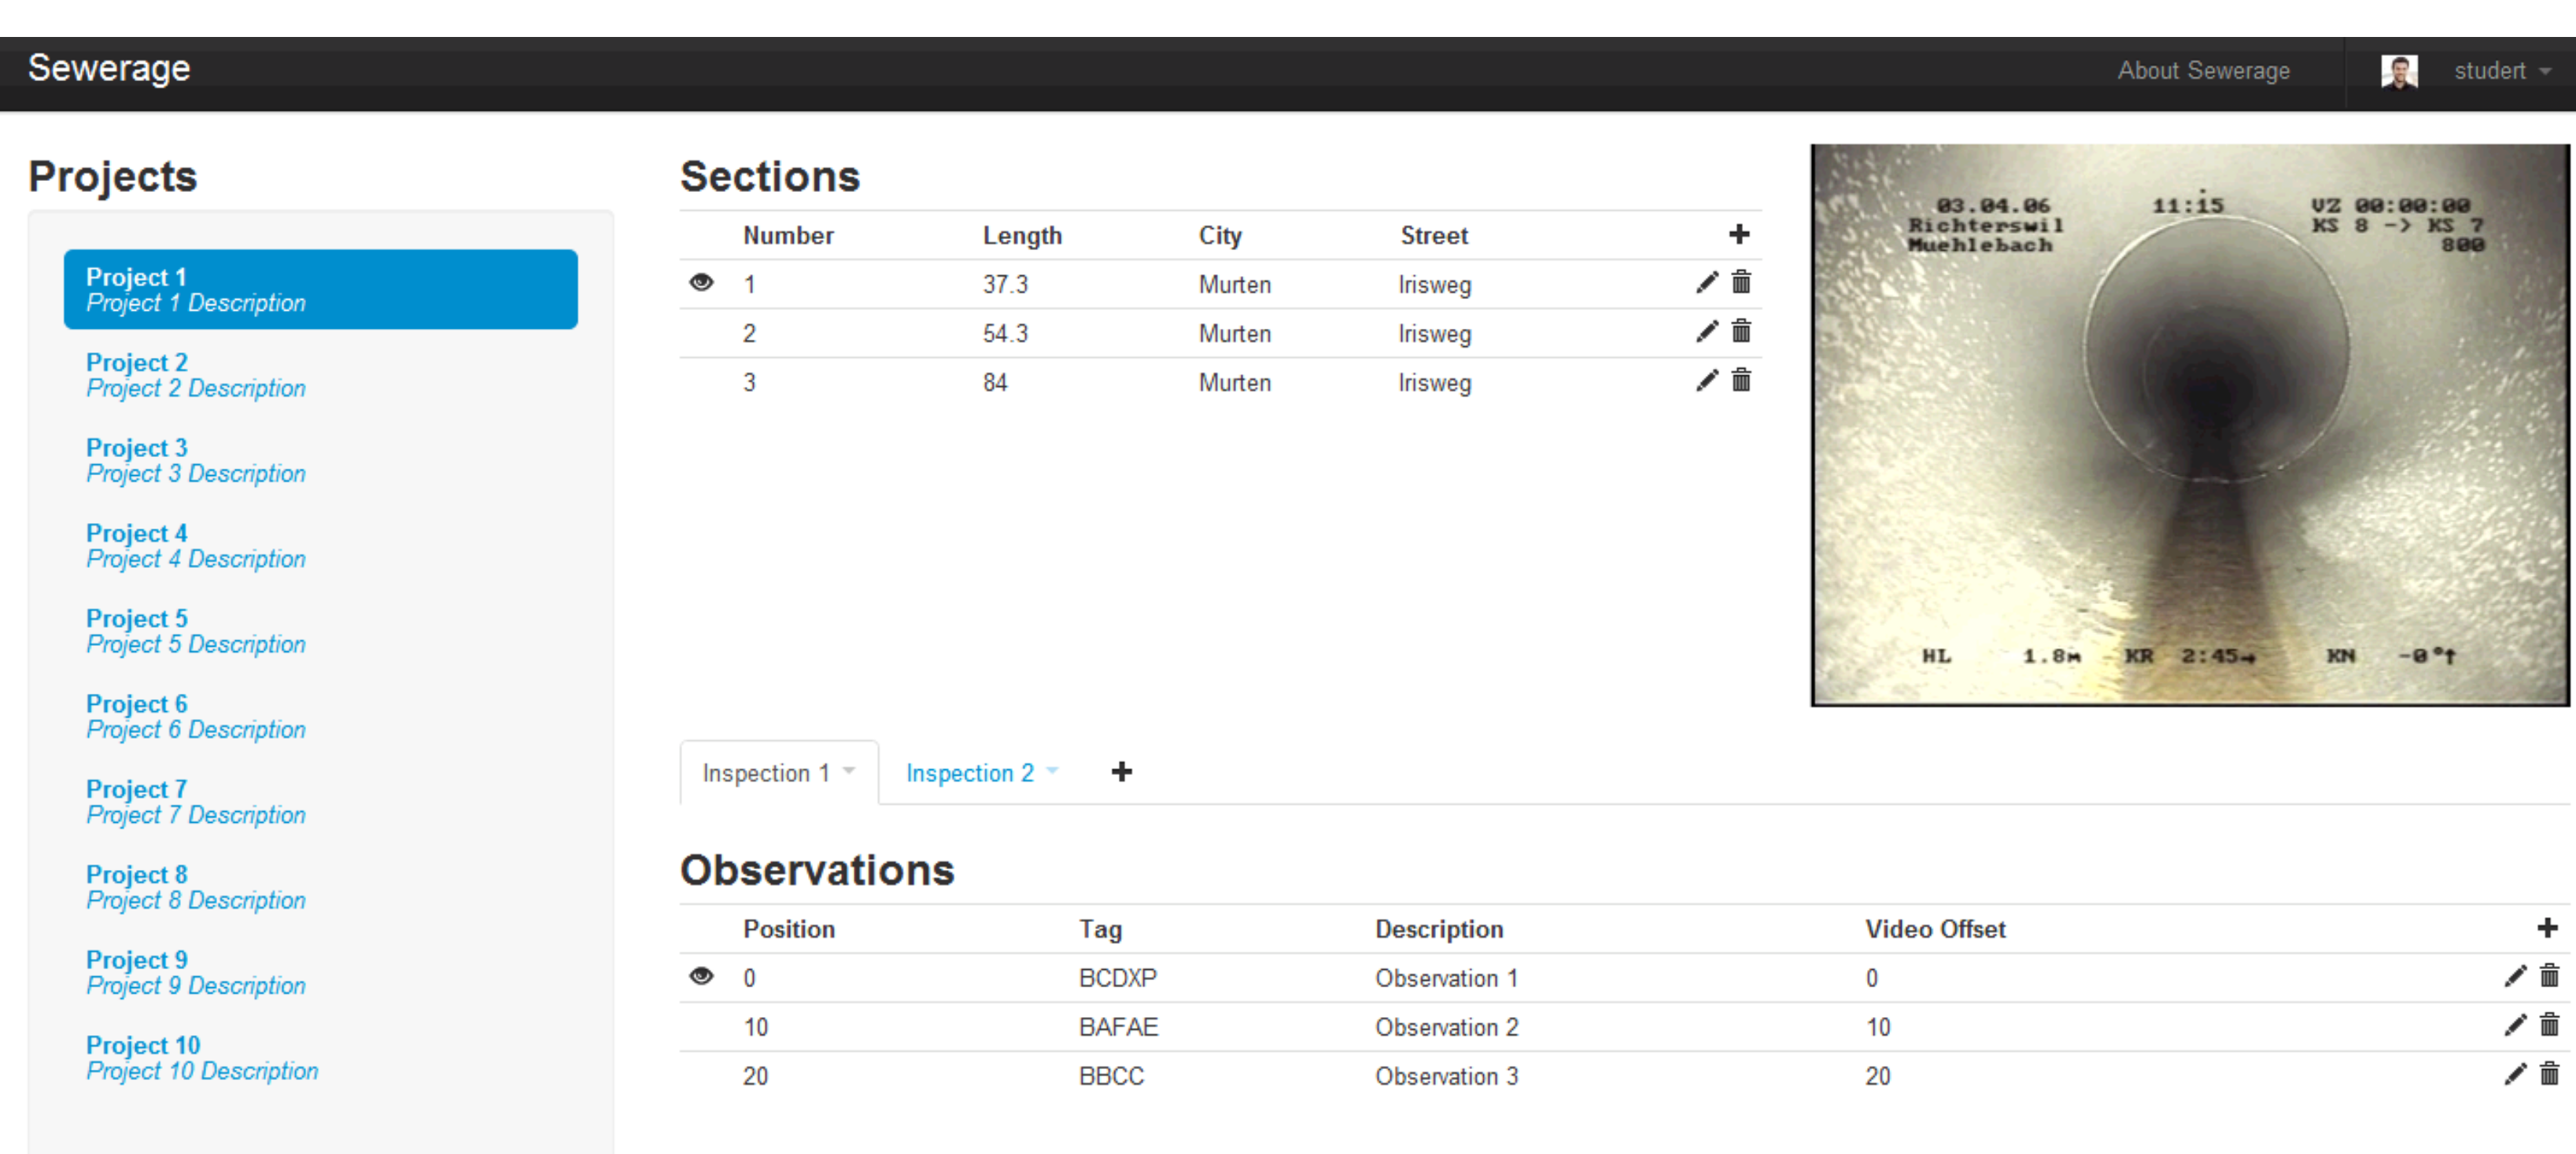 Sewerage
About Sewerage
studert
Projects
Project 1
Project 1 Description
Project 2
Project 2 Description
Project 3
Project 3 Description
Project 4
Project 4 Description
Project 5
Project 5 Description
Project 6
Project 6 Description
Project 7
Project 7 Description
Project 8
Project 8 Description
Project 9
Project 9 Description
Project 10
Project 10 Description
Sections
Number Length City Street
1 37.3 Murten Irisweg
2 54.3 Murten Irisweg
3 84 Murten Irisweg
03.04.06 11:15 VZ 00:00:00
Richterswil KS 8 -> KS 7
Muehlebach 800
HL 1.8m KR 2:45→ KN -0°↑
Inspection 1 Inspection 2
Observations
Position Tag Description Video Offset
0 BCDXP Observation 1 0
10 BAFAE Observation 2 10
20 BBCC Observation 3 20